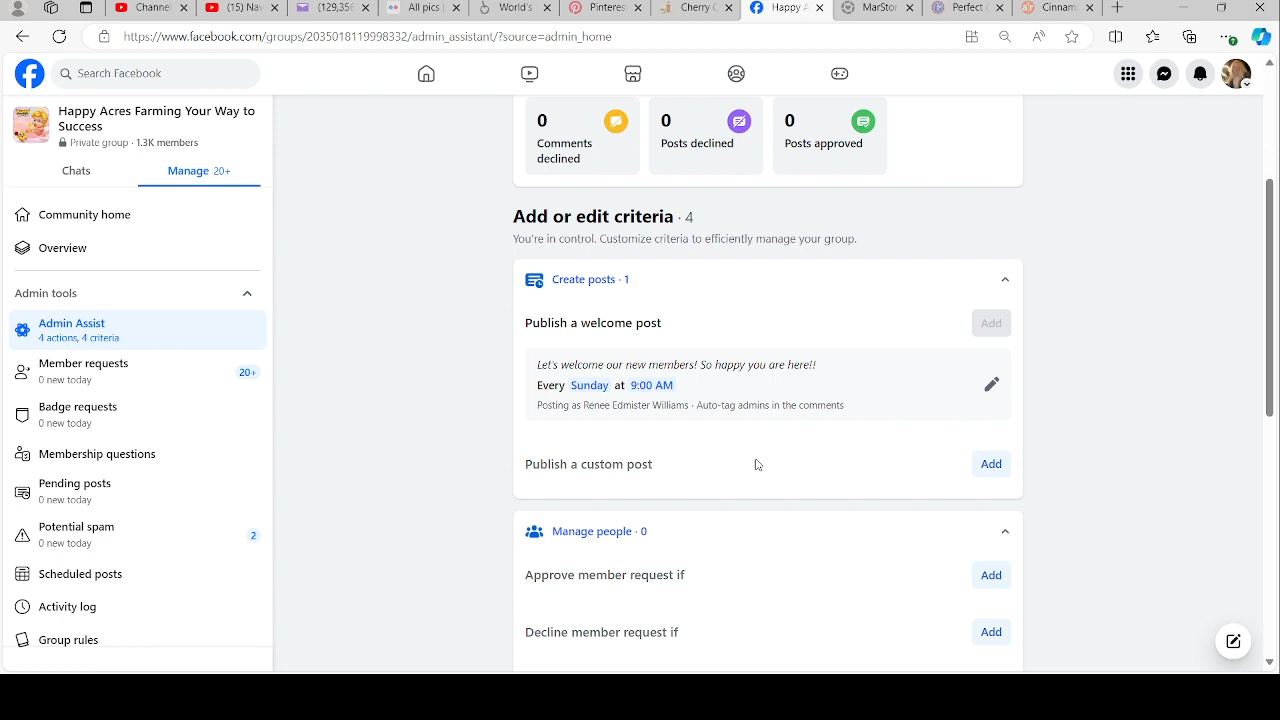 Channel
(15) Na
(129,356
All pics
World's
Pinteres
Cherry C
Happy A
MarStor
Perfect C
Cinnam
https://www.facebook.com/groups/2035018119998332/admin_assistant/?source=admin_home
Search Facebook
Happy Acres Farming Your Way to
Success
Private group · 1.3K members
Chats
Manage 20+
Community home
Overview
Admin tools
Admin Assist
4 actions, 4 criteria
Member requests
0 new today
20+
Badge requests
0 new today
Membership questions
Pending posts
0 new today
Potential spam
0 new today
2
Scheduled posts
Activity log
Group rules
0
Comments
declined
0
Posts declined
0
Posts approved
Add or edit criteria · 4
You're in control. Customize criteria to efficiently manage your group.
Create posts · 1
Publish a welcome post
Add
Let's welcome our new members! So happy you are here!!
Every Sunday at 9:00 AM
Posting as Renee Edmister Williams · Auto-tag admins in the comments
Publish a custom post
Add
Manage people · 0
Approve member request if
Add
Decline member request if
Add